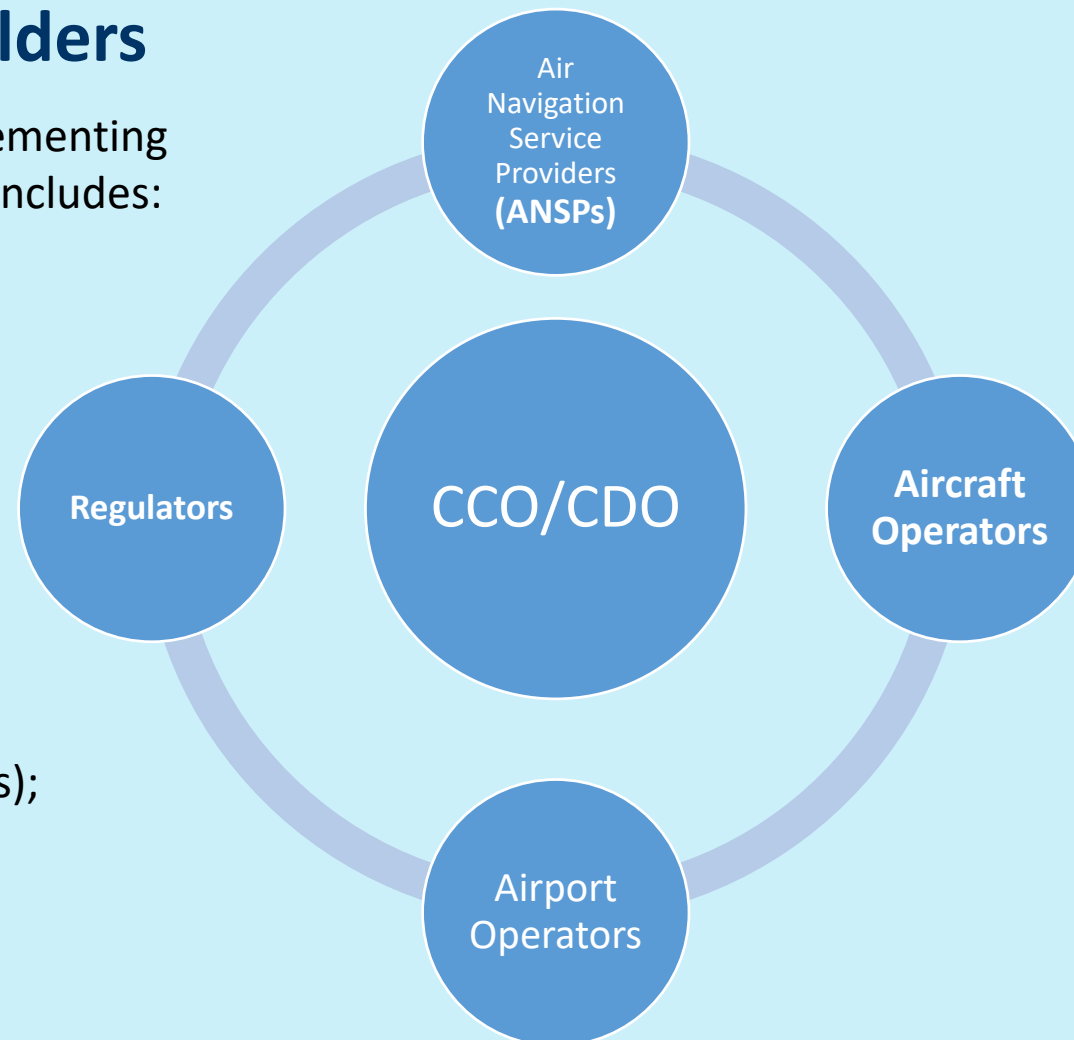 lders
ementing
ncludes:
s);
Air
Navigation
Service
Providers
(ANSPs)
Regulators
CCO/CDO
Aircraft
Operators
Airport
Operators